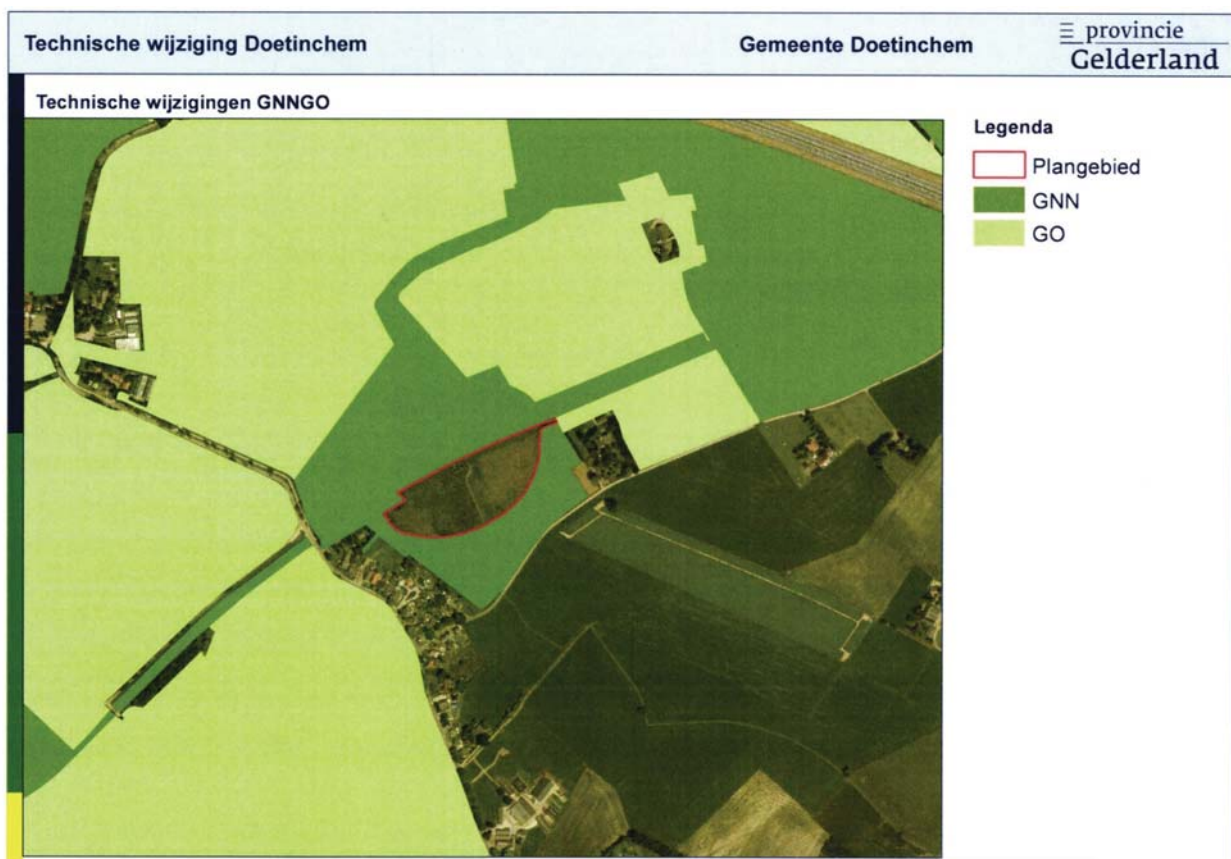 Technische wijziging Doetinchem
Gemeente Doetinchem
provincie
Gelderland
Technische wijzigingen GNNGO
Legenda
Plangebied
GNN
GO